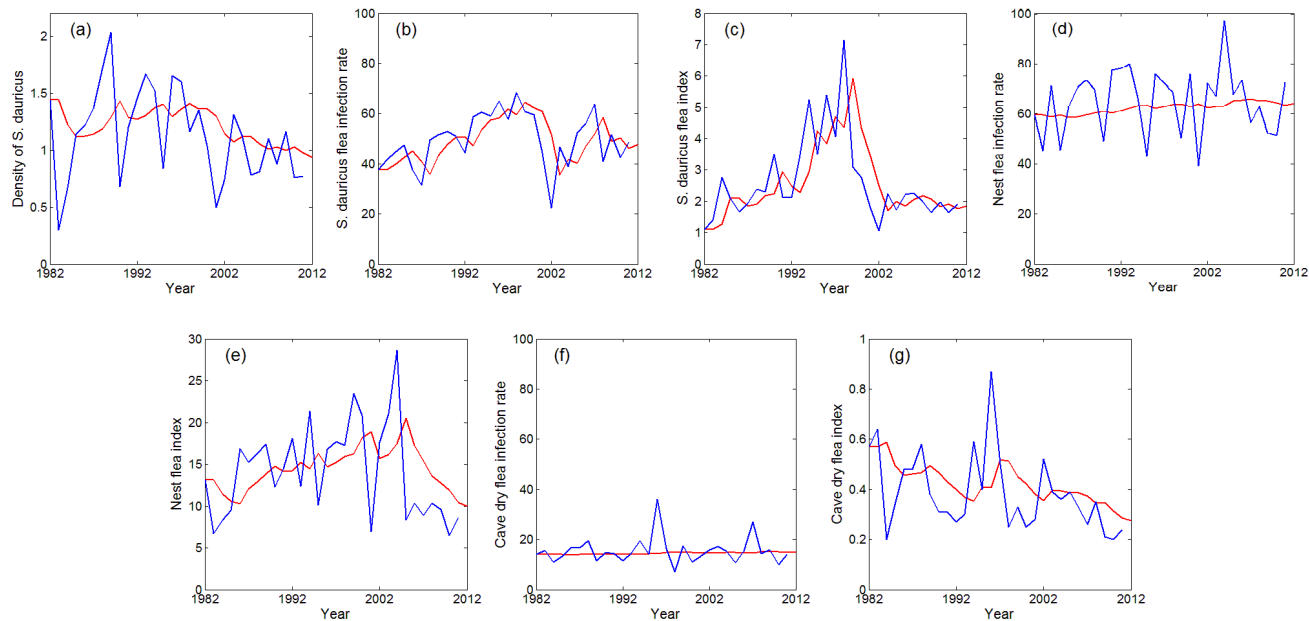 (a)
Density of S. dauricus
2
1.5
1
0.5
0
1982 1992 2002 2012
Year
(b)
S. dauricus flea infection rate
100
80
60
40
20
0
1982 1992 2002 2012
Year
(c)
S. dauricus flea index
8
7
6
5
4
3
2
1
0
1982 1992 2002 2012
Year
(d)
Nest flea infection rate
100
80
60
40
20
0
1982 1992 2002 2012
Year
(e)
Nest flea index
30
25
20
15
10
5
0
1982 1992 2002 2012
Year
(f)
Cave dry flea infection rate
100
80
60
40
20
0
1982 1992 2002 2012
Year
(g)
Cave dry flea index
1
0.8
0.6
0.4
0.2
0
1982 1992 2002 2012
Year